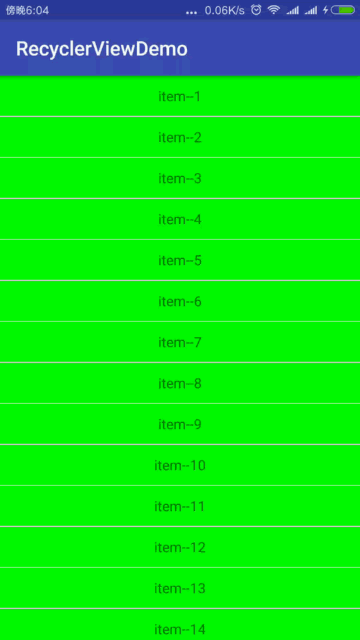 傍晚6:04 ... 0.06K/s
RecyclerViewDemo
item--1
item--2
item--3
item--4
item--5
item--6
item--7
item--8
item--9
item--10
item--11
item--12
item--13
item--14